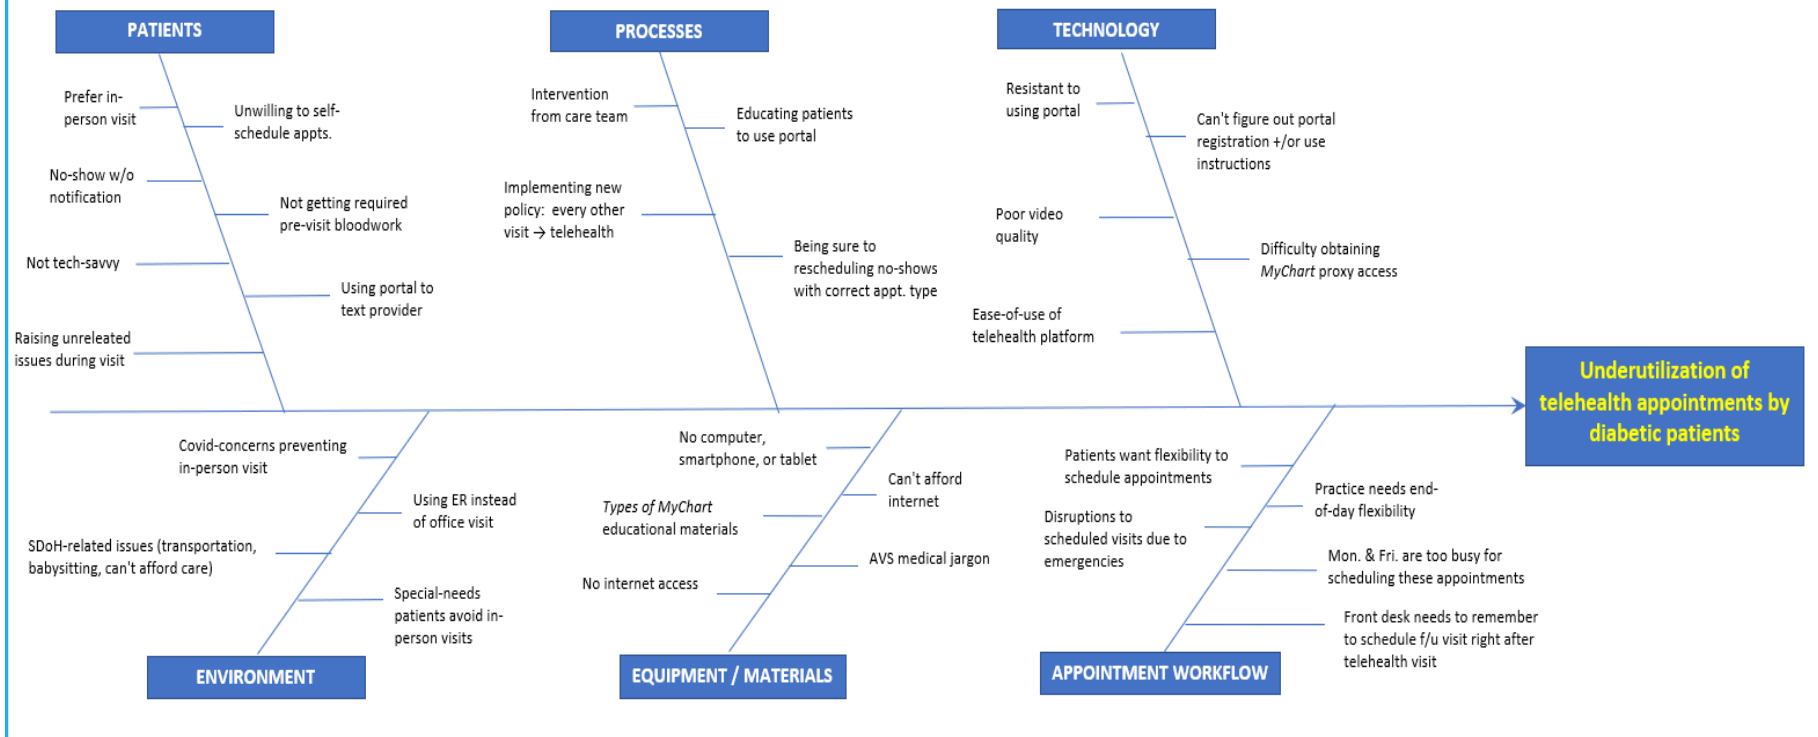 PATIENTS
Prefer in-
person visit
Unwilling to self-
schedule appts.
No-show w/o
notification
Not getting required
pre-visit bloodwork
Not tech-savvy
Using portal to
text provider
Raising unreleated
issues during visit
PROCESSES
Intervention
from care team
Educating patients
to use portal
Implementing new
policy: every other
visit → telehealth
Being sure to
rescheduling no-shows
with correct appt. type
TECHNOLOGY
Resistant to
using portal
Can't figure out portal
registration +/or use
instructions
Poor video
quality
Difficulty obtaining
MyChart proxy access
Ease-of-use of
telehealth platform
Underutilization of
telehealth appointments by
diabetic patients
Covid-concerns preventing
in-person visit
Using ER instead
of office visit
SDoH-related issues (transportation,
babysitting, can't afford care)
Special-needs
patients avoid in-
person visits
ENVIRONMENT
No computer,
smartphone, or tablet
Can't afford
internet
Types of MyChart
educational materials
AVS medical jargon
No internet access
EQUIPMENT / MATERIALS
Patients want flexibility to
schedule appointments
Practice needs end-
of-day flexibility
Disruptions to
scheduled visits due to
emergencies
Mon. & Fri. are too busy for
scheduling these appointments
Front desk needs to remember
to schedule f/u visit right after
telehealth visit
APPOINTMENT WORKFLOW